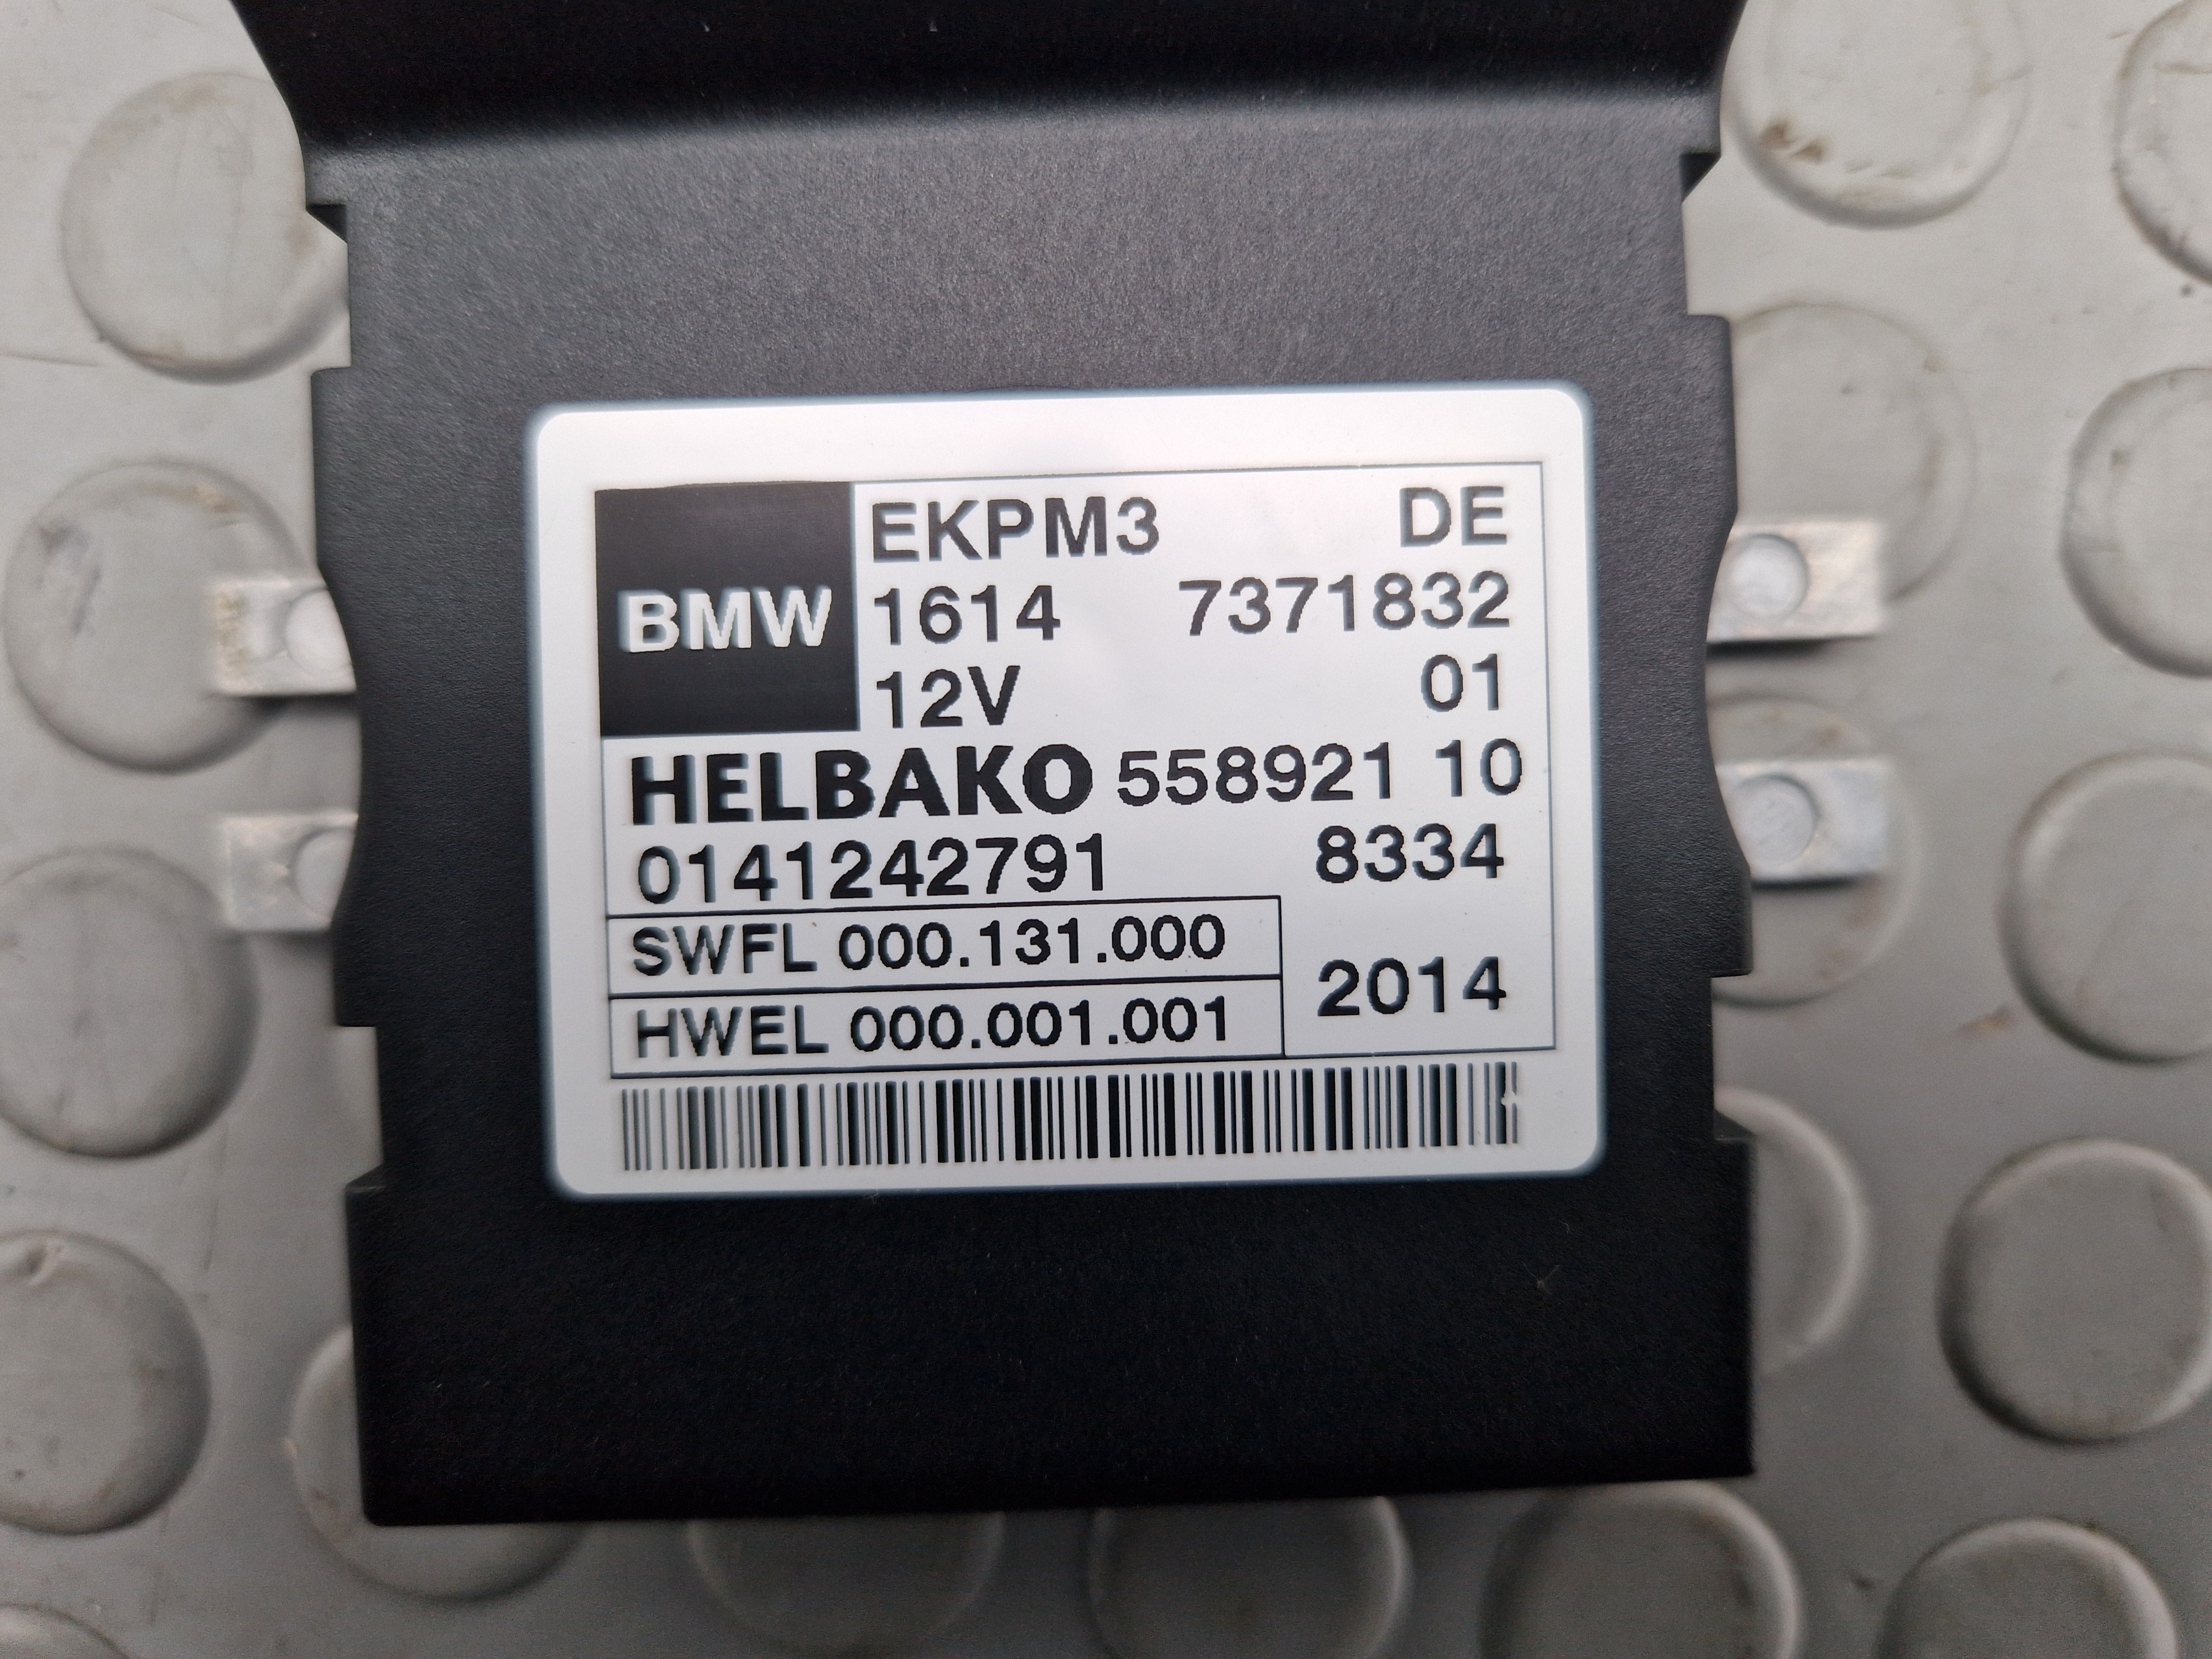 BMW
EKPM3 DE
1614 7371832
12V 01
HELBAKO 558921 10
0141242791 8334
SWFL 000.131.000
HWEL 000.001.001
2014